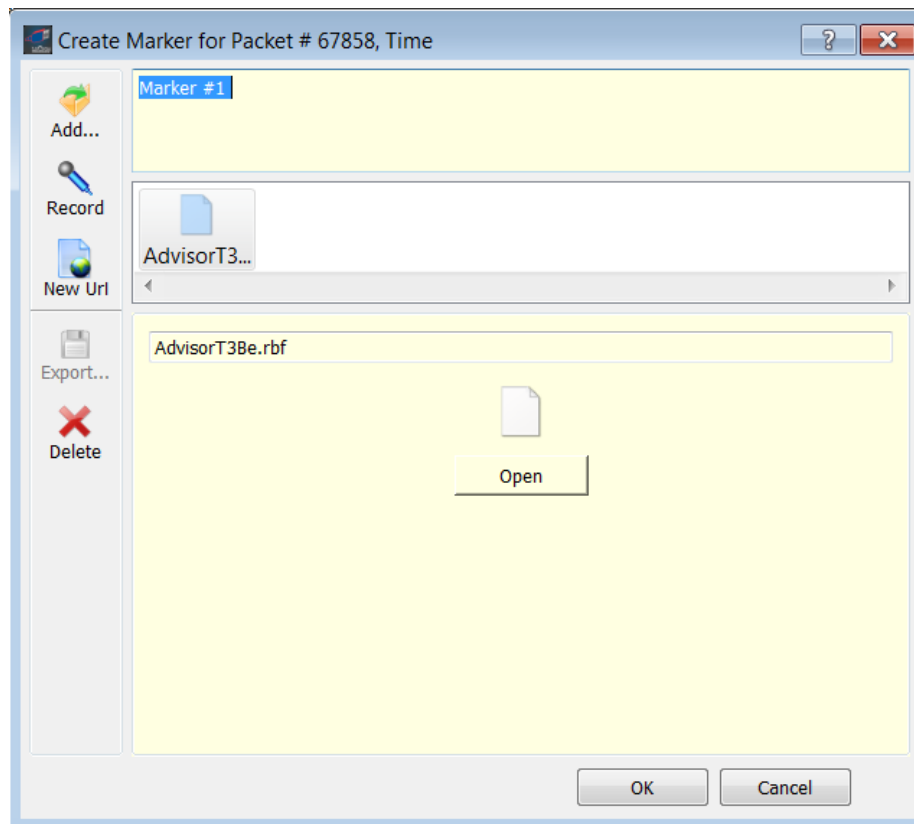 Create Marker for Packet # 67858, Time
?
Add...
Record
New Url
Export...
Delete
Marker #1
AdvisorT3...
AdvisorT3Be.rbf
Open
OK
Cancel